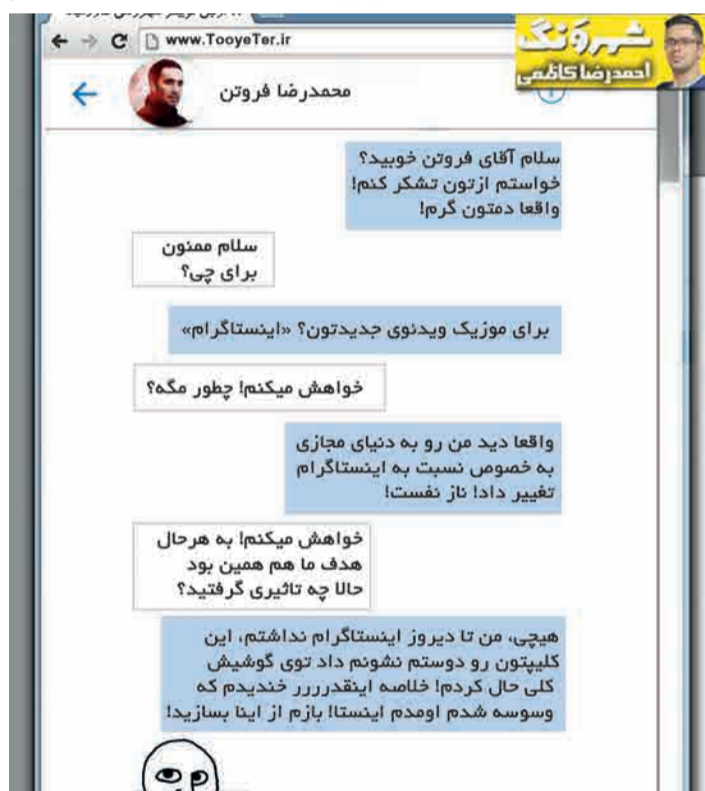 www.TooyeTer.ir
شهرونگ
احمدرضا کاظمی
محمدرضا فروتن
سلام آقای فروتن خوبید؟
خواستم ازتون تشکر کنم!
واقعا دمتون گرم!
سلام ممنون
برای چی؟
برای موزیک ویدئوی جدیدتون؟ «اینستاگرام»
خواهش میکنم! چطور مگه؟
واقعا دید من رو به دنیای مجازی
به خصوص نسبت به اینستاگرام
تغییر داد! ناز نفست!
خواهش میکنم! به هرحال
هدف ما هم همین بود
حالا چه تاثیری گرفتید؟
هیچی، من تا دیروز اینستاگرام نداشتم، این
کلیپتون رو دوستم نشونم داد توی گوشیش
کلی حال کردم! خلاصه اینقدرررر خندیدم که
وسوسه شدم اومدم اینستا! بازم از اینا بسازید!